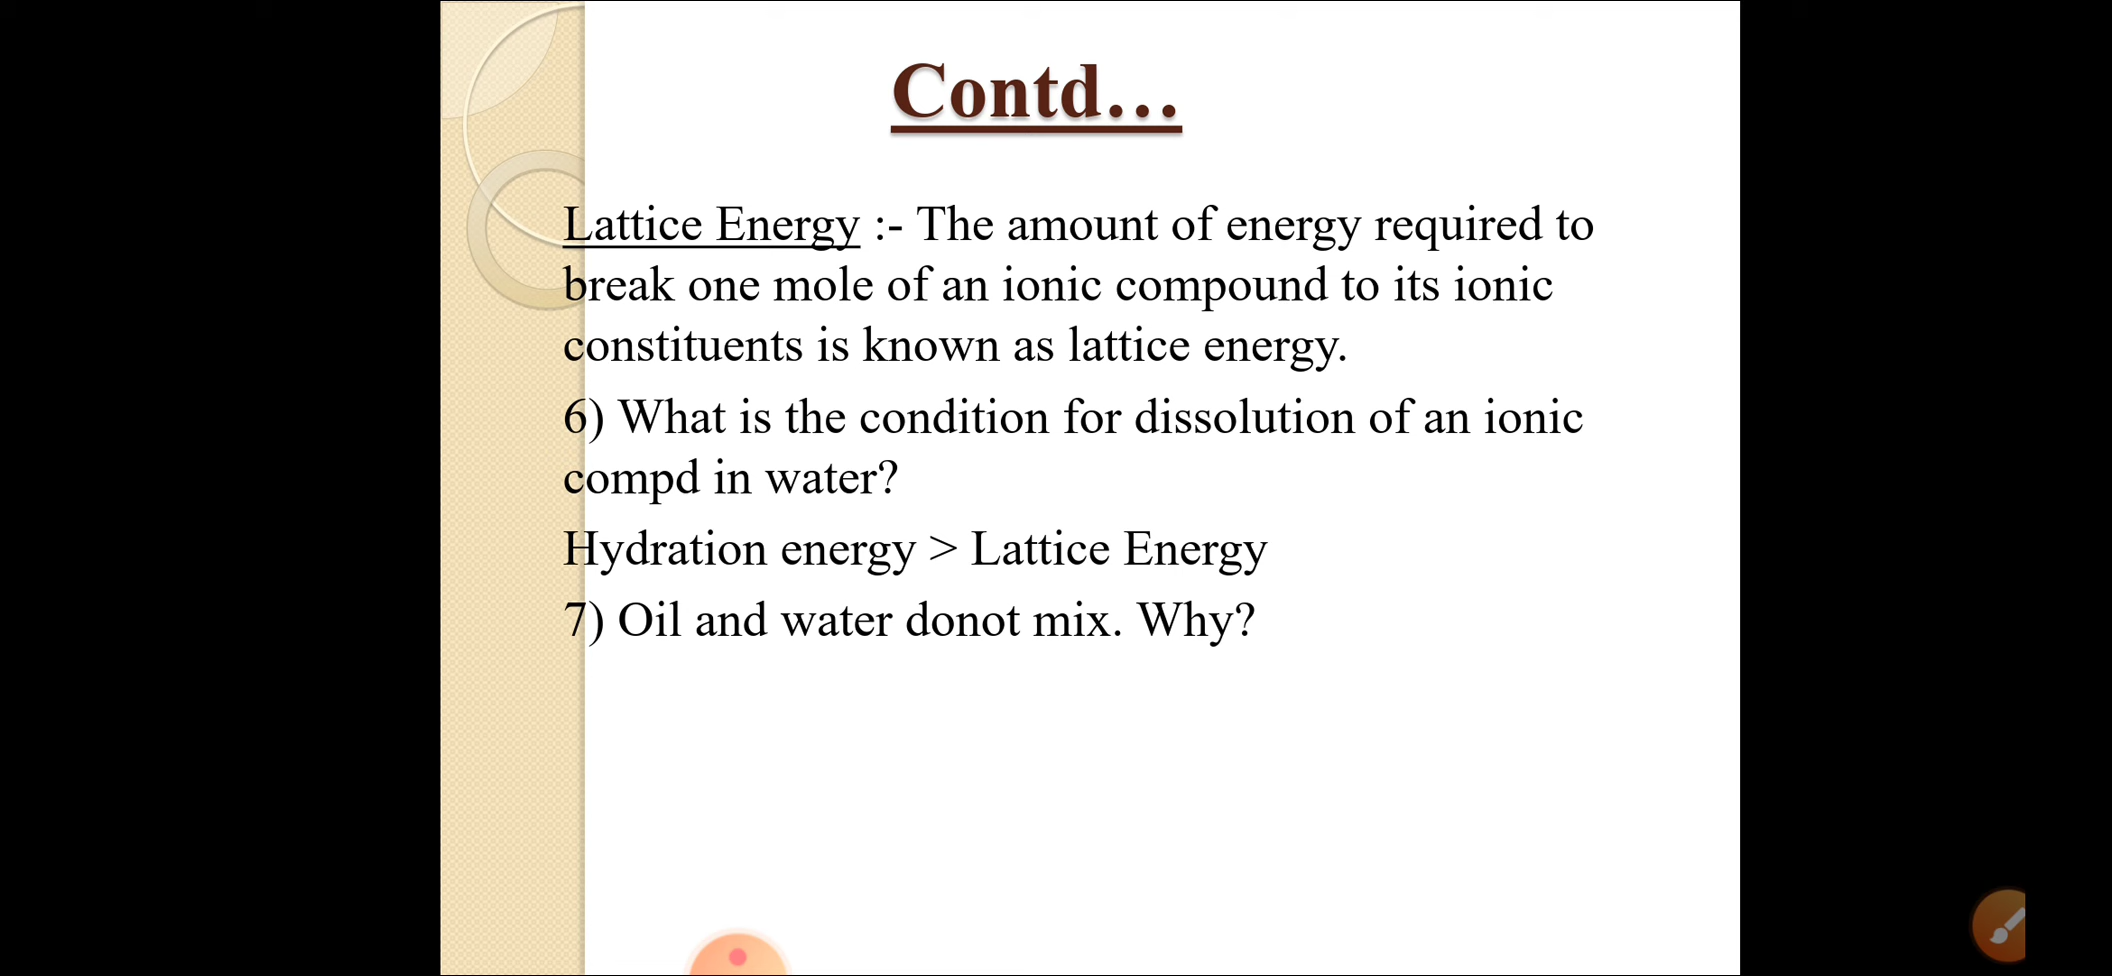 Contd...
Lattice Energy :- The amount of energy required to
break one mole of an ionic compound to its ionic
constituents is known as lattice energy.
6) What is the condition for dissolution of an ionic
compd in water?
Hydration energy > Lattice Energy
7) Oil and water donot mix. Why?